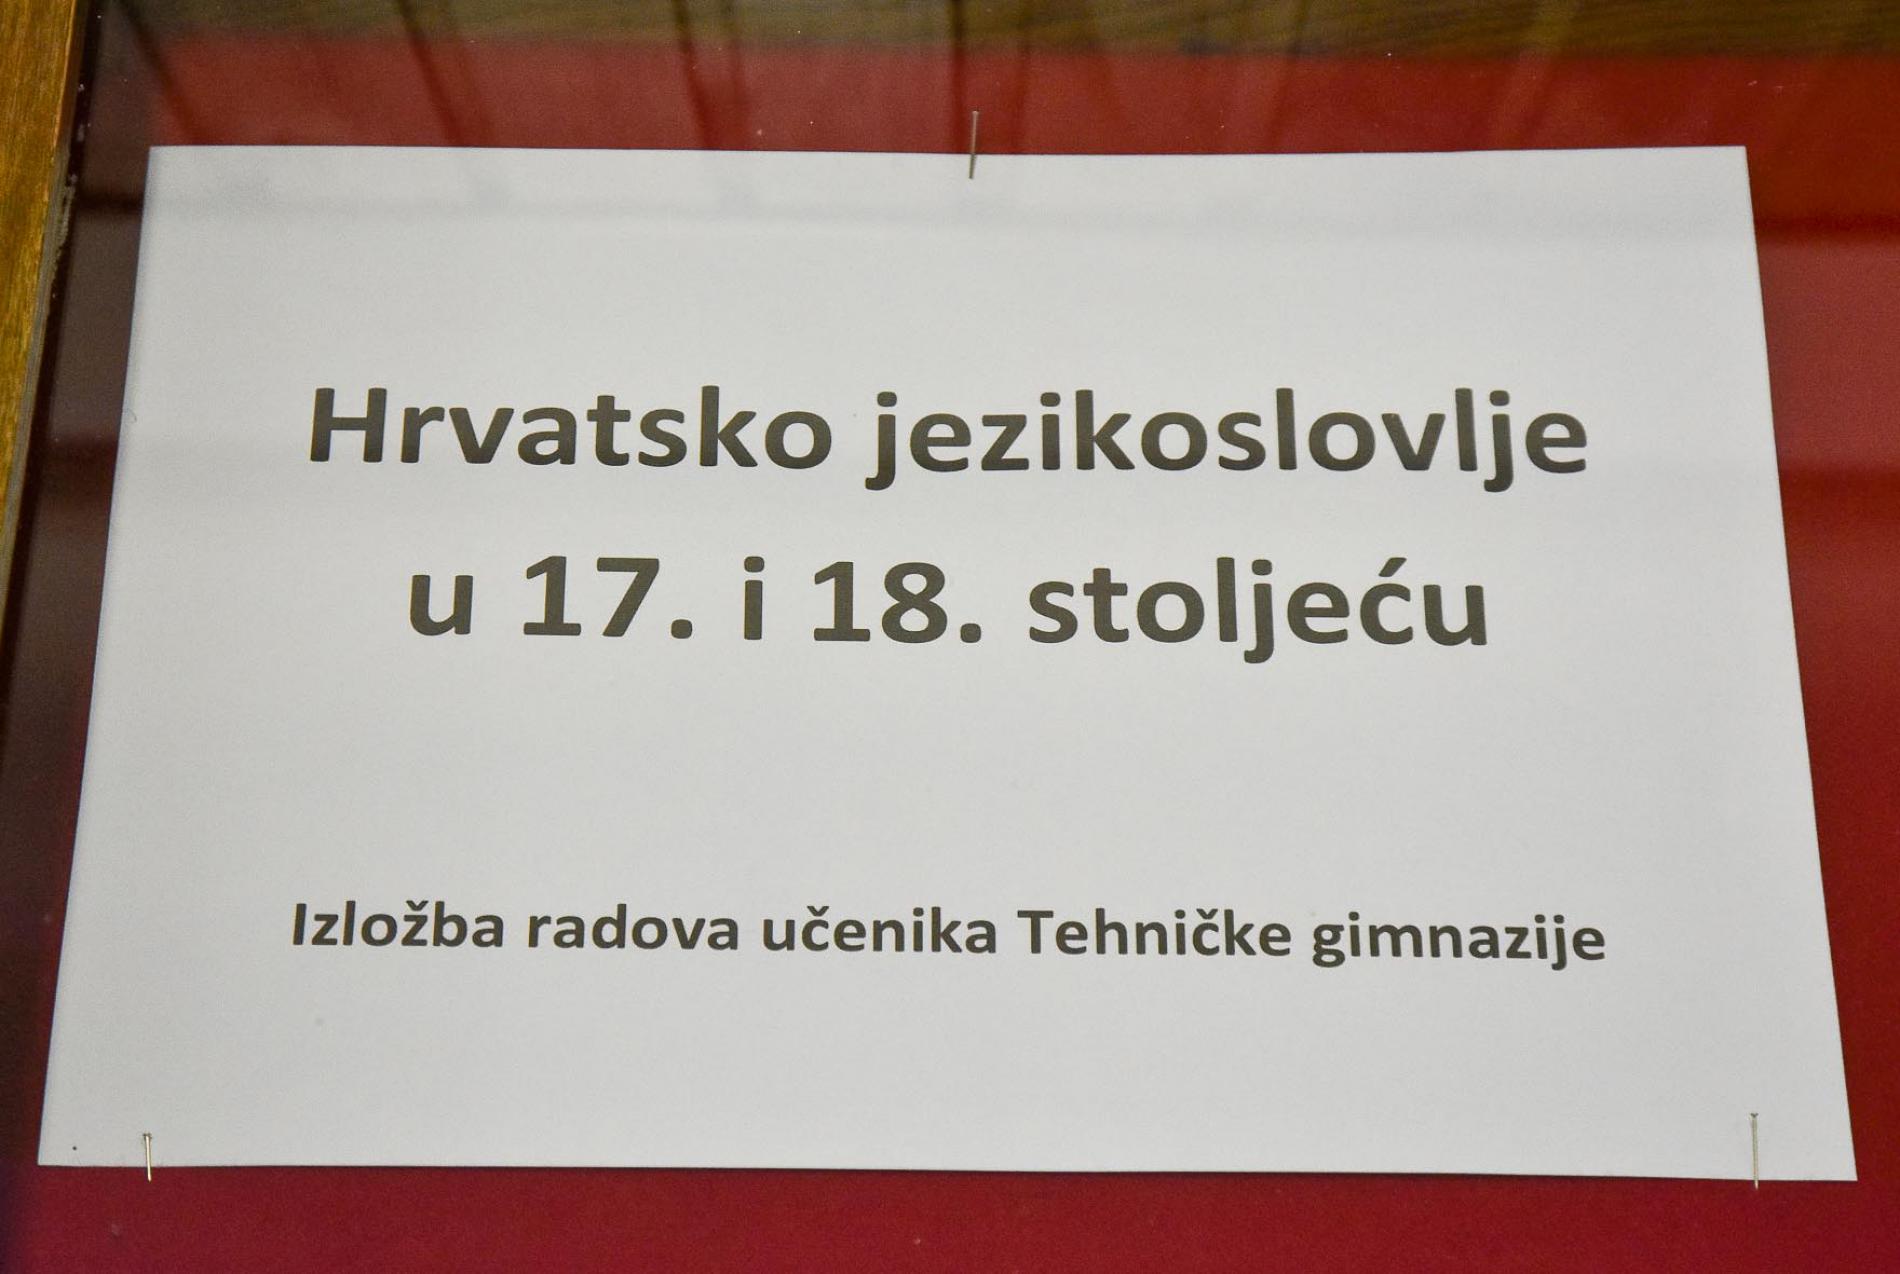 Hrvatsko jezikoslovlje
u 17. i 18. stoljeću
Izložba radova učenika Tehničke gimnazije